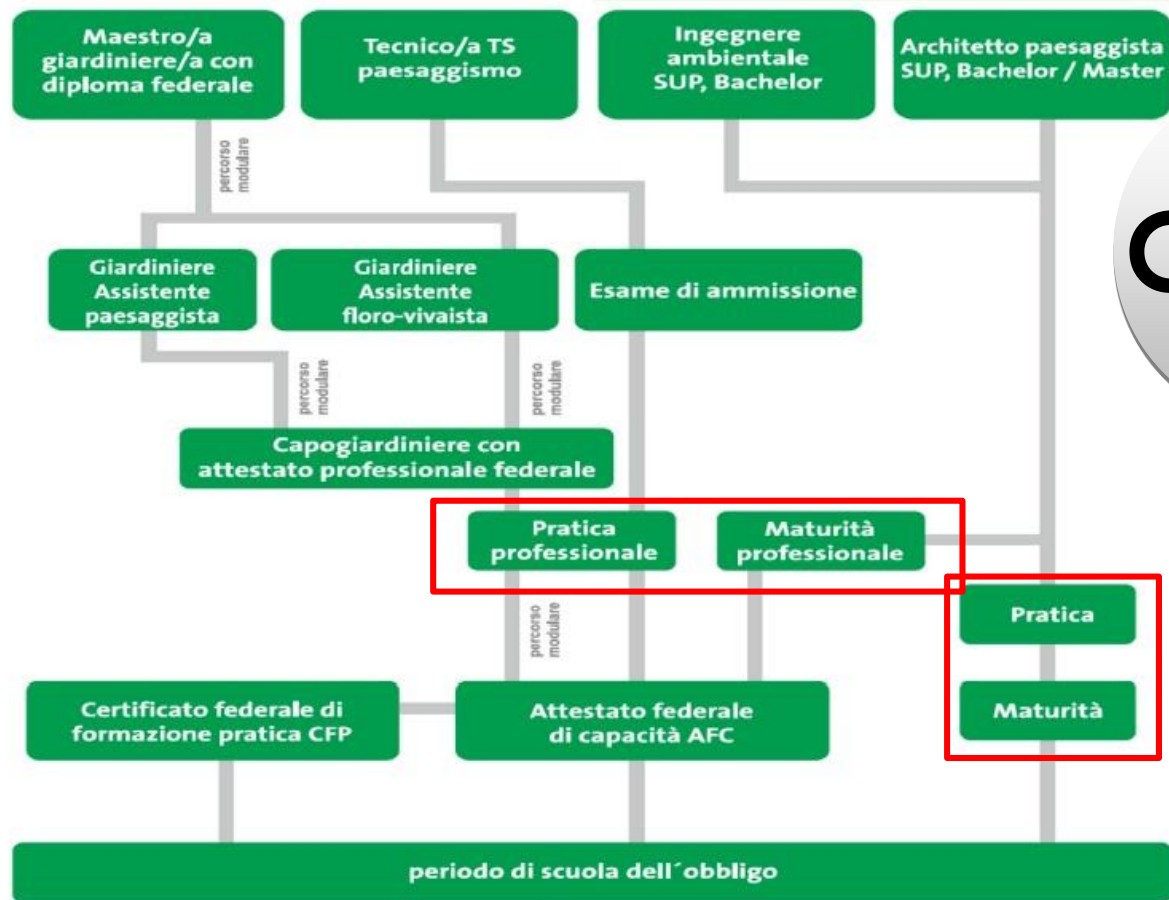 Maestro/a
giardiniere/a con
diploma federale
Tecnico/a TS
paesaggismo
Ingegnere
ambientale
SUP, Bachelor
Architetto paesaggista
SUP, Bachelor / Master
percorso
modulare
Giardiniere
Assistente
paesaggista
Giardiniere
Assistente
floro-vivaista
Esame di ammissione
percorso
modulare
percorso
modulare
Capogiardiniere con
attestato professionale federale
Pratica
professionale
Maturità
professionale
percorso
modulare
Pratica
Maturità
Certificato federale di
formazione pratica CFP
Attestato federale
di capacità AFC
periodo di scuola dell´obbligo